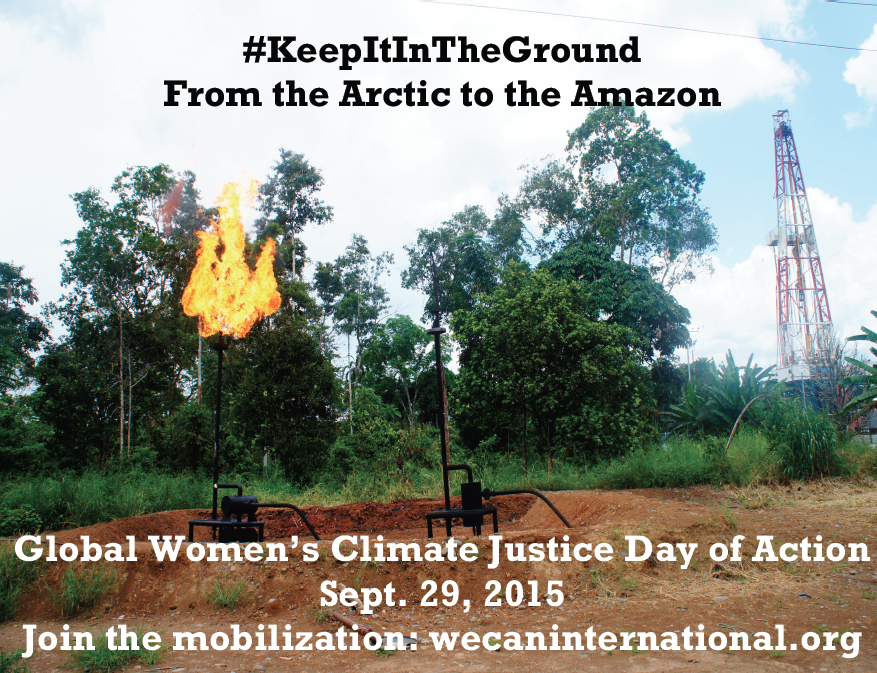 #KeepItInTheGround
From the Arctic to the Amazon
Global Women’s Climate Justice Day of Action
Sept. 29, 2015
Join the mobilization: wecaninternational.org